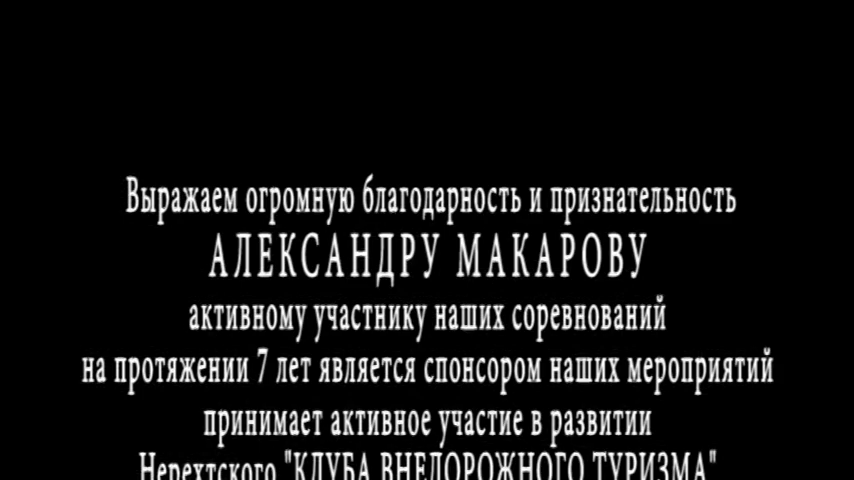 Выражаем огромную благодарность и признательность
АЛЕКСАНДРУ МАКАРОВУ
активному участнику наших соревнований
на протяжении 7 лет является спонсором наших мероприятий
принимает активное участие в развитии
Нерехтского "КЛУБА ВНЕДОРОЖНОГО ТУРИЗМА"